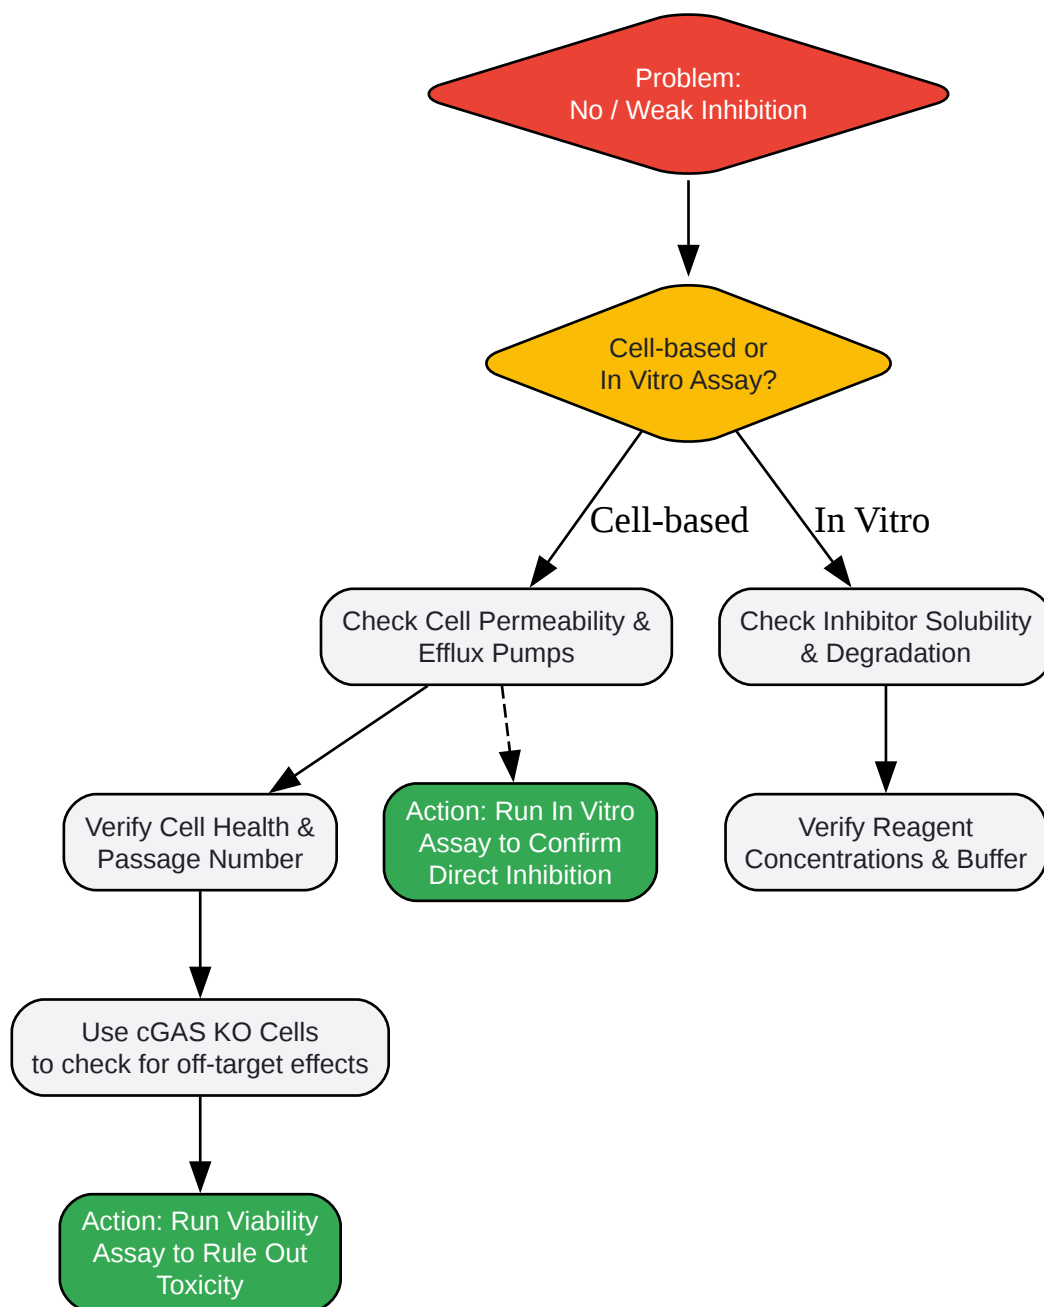 Problem:
No / Weak Inhibition
Cell-based or
In Vitro Assay?
Cell-based
In Vitro
Check Cell Permeability &
Efflux Pumps
Check Inhibitor Solubility
& Degradation
Verify Cell Health &
Passage Number
Action: Run In Vitro
Assay to Confirm
Direct Inhibition
Verify Reagent
Concentrations & Buffer
Use cGAS KO Cells
to check for off-target effects
Action: Run Viability
Assay to Rule Out
Toxicity